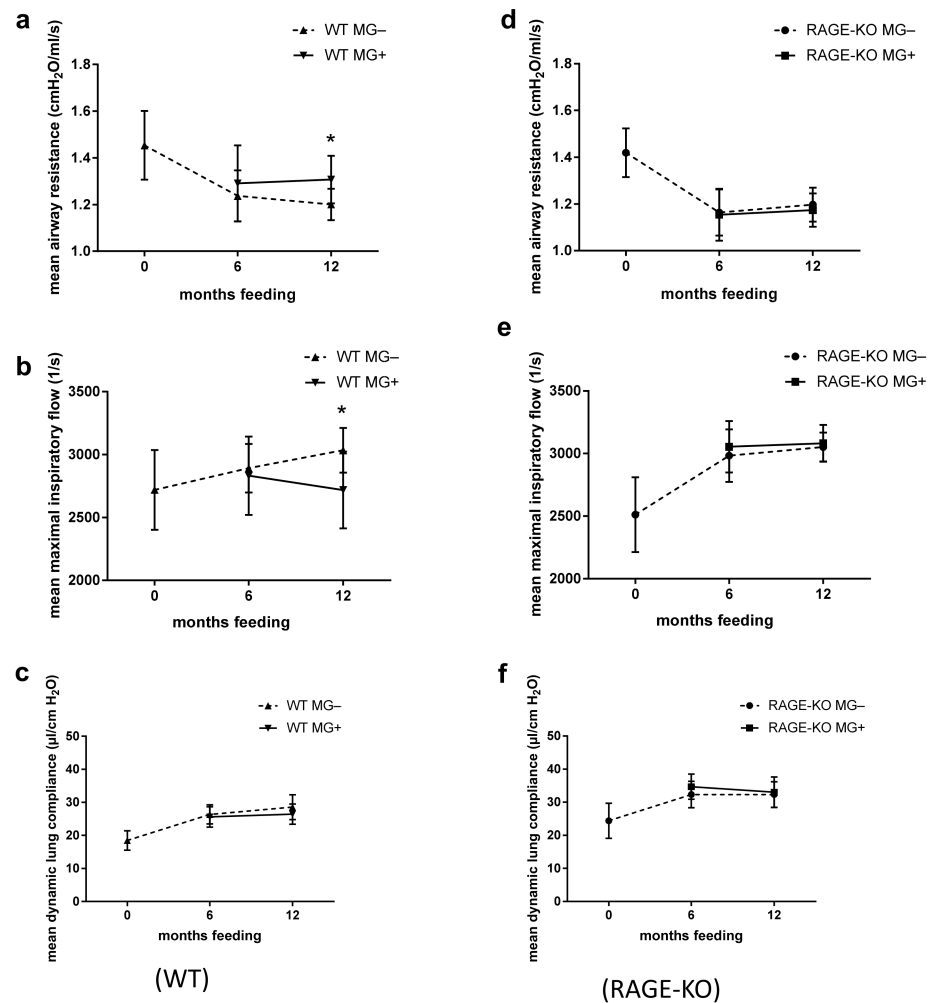 a
WT MG–
WT MG+
mean airway resistance (cmH₂O/ml/s)
1.8
1.6
1.4
1.2
1.0
*
0 6 12
months feeding
b
WT MG–
WT MG+
mean maximal inspiratory flow (1/s)
3500
3000
2500
2000
*
0 6 12
months feeding
c
WT MG–
WT MG+
mean dynamic lung compliance (µl/cm H₂O)
50
40
30
20
10
0
0 6 12
months feeding
(WT)
d
RAGE-KO MG–
RAGE-KO MG+
mean airway resistance (cmH₂O/ml/s)
1.8
1.6
1.4
1.2
1.0
0 6 12
months feeding
e
RAGE-KO MG–
RAGE-KO MG+
mean maximal inspiratory flow (1/s)
3500
3000
2500
2000
0 6 12
months feeding
f
RAGE-KO MG–
RAGE-KO MG+
mean dynamic lung compliance (µl/cm H₂O)
50
40
30
20
10
0
0 6 12
months feeding
(RAGE-KO)